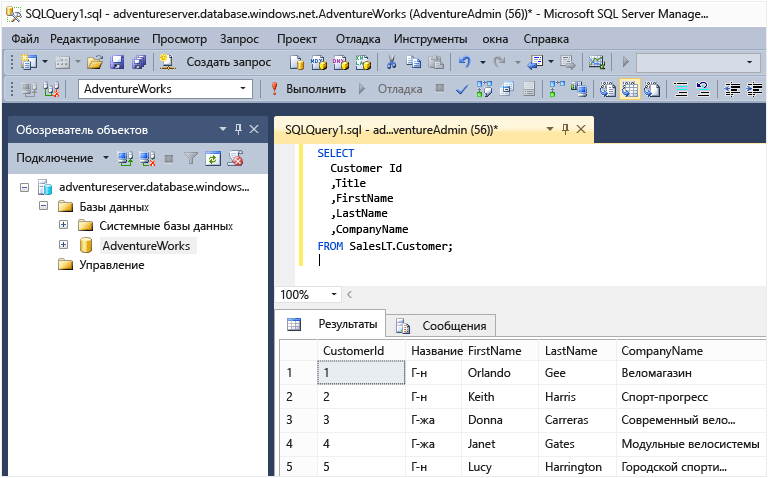 SQLQuery1.sql - adventureserver.database.windows.net.AdventureWorks (AdventureAdmin (56))* - Microsoft SQL Server Manage...
Файл Редактирование Просмотр Запрос Проект Отладка Инструменты окна Справка
Создать запрос
AdventureWorks Выполнить Отладка
Обозреватель объектов
Подключение
adventureserver.database.windows...
Базы данных
Системные базы данных
AdventureWorks
Управление
SQLQuery1.sql - ad...ventureAdmin (56))*
SELECT
Customer Id
,Title
,FirstName
,LastName
,CompanyName
FROM SalesLT.Customer;
100%
Результаты Сообщения
CustomerId Название FirstName LastName CompanyName
1 1 Г-н Orlando Gee Веломагазин
2 2 Г-н Keith Harris Спорт-прогресс
3 3 Г-жа Donna Carreras Современный вело...
4 4 Г-жа Janet Gates Модульные велосистемы
5 5 Г-н Lucy Harrington Городской спорти...